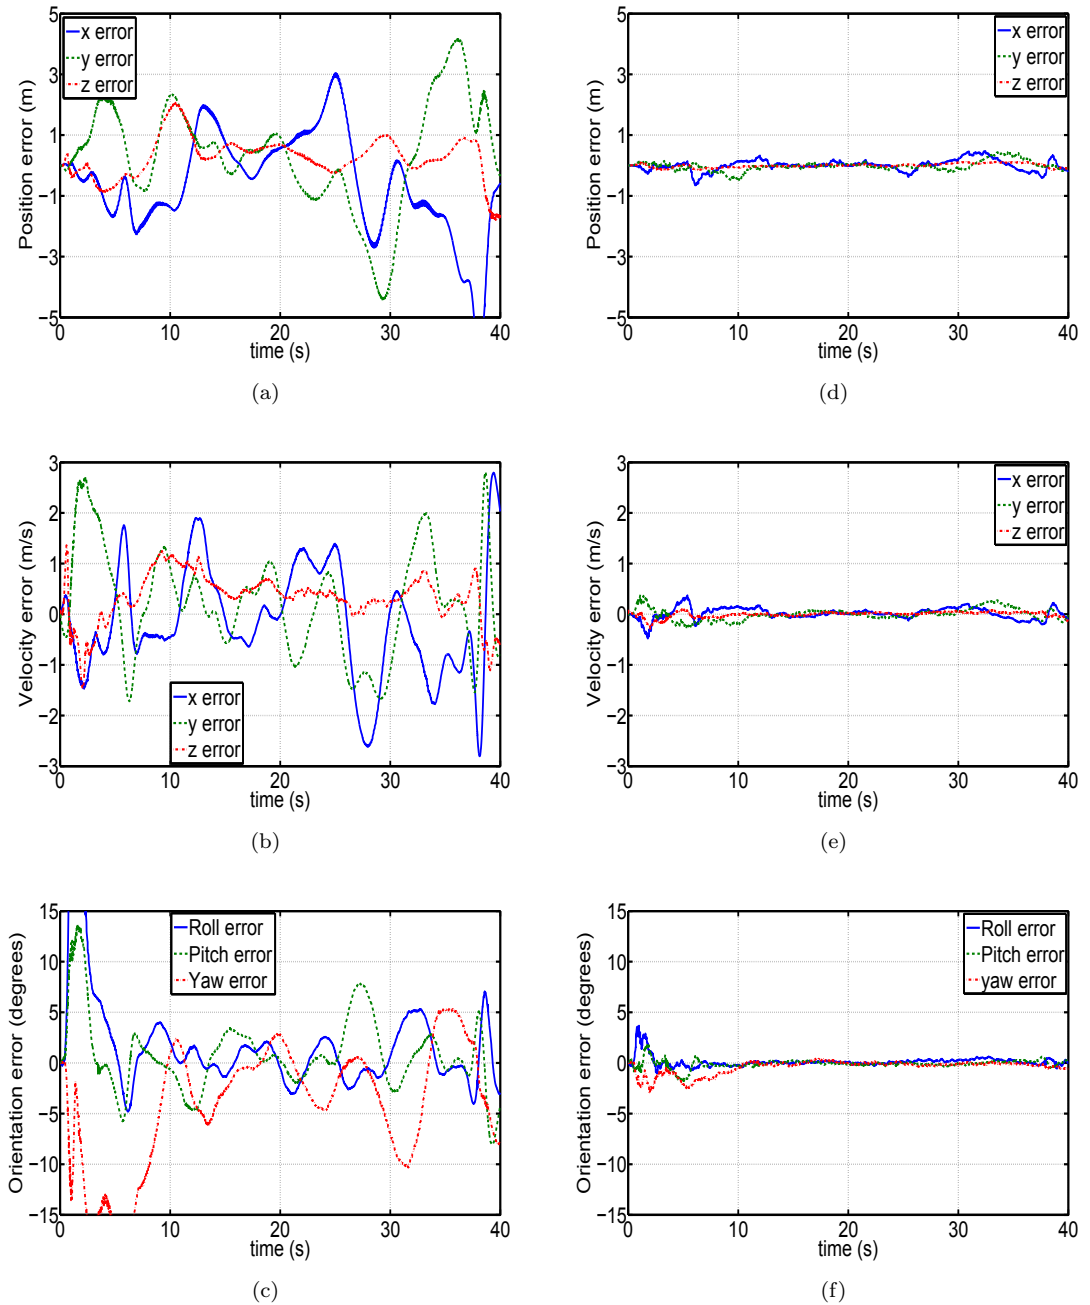 x error
y error
z error
Position error (m)
5
3
1
−1
−3
−5
0
10
20
30
40
time (s)
(a)
x error
y error
z error
Position error (m)
5
3
1
−1
−3
−5
0
10
20
30
40
time (s)
(d)
Velocity error (m/s)
3
2
1
0
−1
−2
−3
x error
y error
z error
0
10
20
30
40
time (s)
(b)
x error
y error
z error
Velocity error (m/s)
3
2
1
0
−1
−2
−3
0
10
20
30
40
time (s)
(e)
Roll error
Pitch error
Yaw error
Orientation error (degrees)
15
10
5
0
−5
−10
−15
0
10
20
30
40
time (s)
(c)
Roll error
Pitch error
yaw error
Orientation error (degrees)
15
10
5
0
−5
−10
−15
0
10
20
30
40
time (s)
(f)